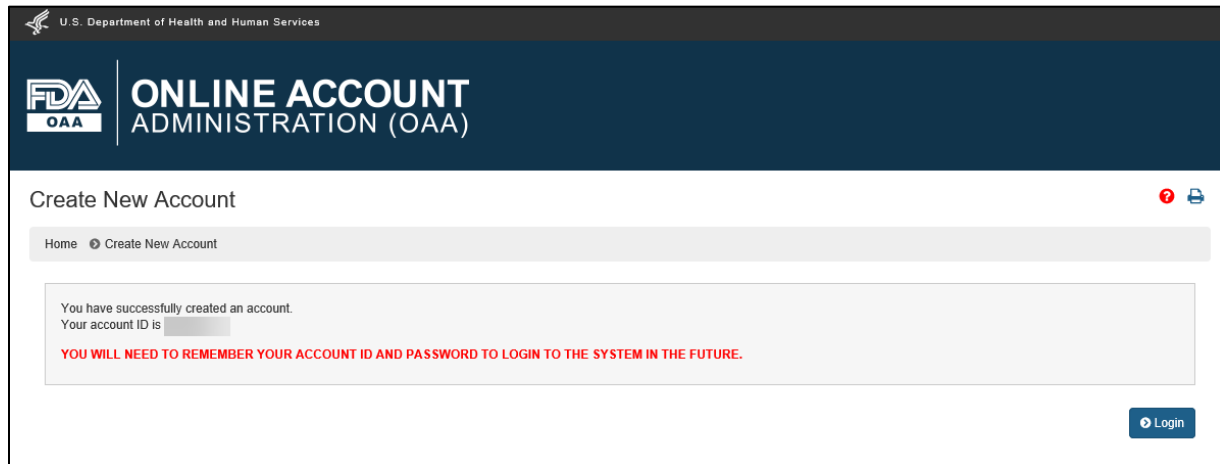 U.S. Department of Health and Human Services
FDA
OAA
ONLINE ACCOUNT
ADMINISTRATION (OAA)
Create New Account
Home Create New Account
You have successfully created an account.
Your account ID is
YOU WILL NEED TO REMEMBER YOUR ACCOUNT ID AND PASSWORD TO LOGIN TO THE SYSTEM IN THE FUTURE.
Login